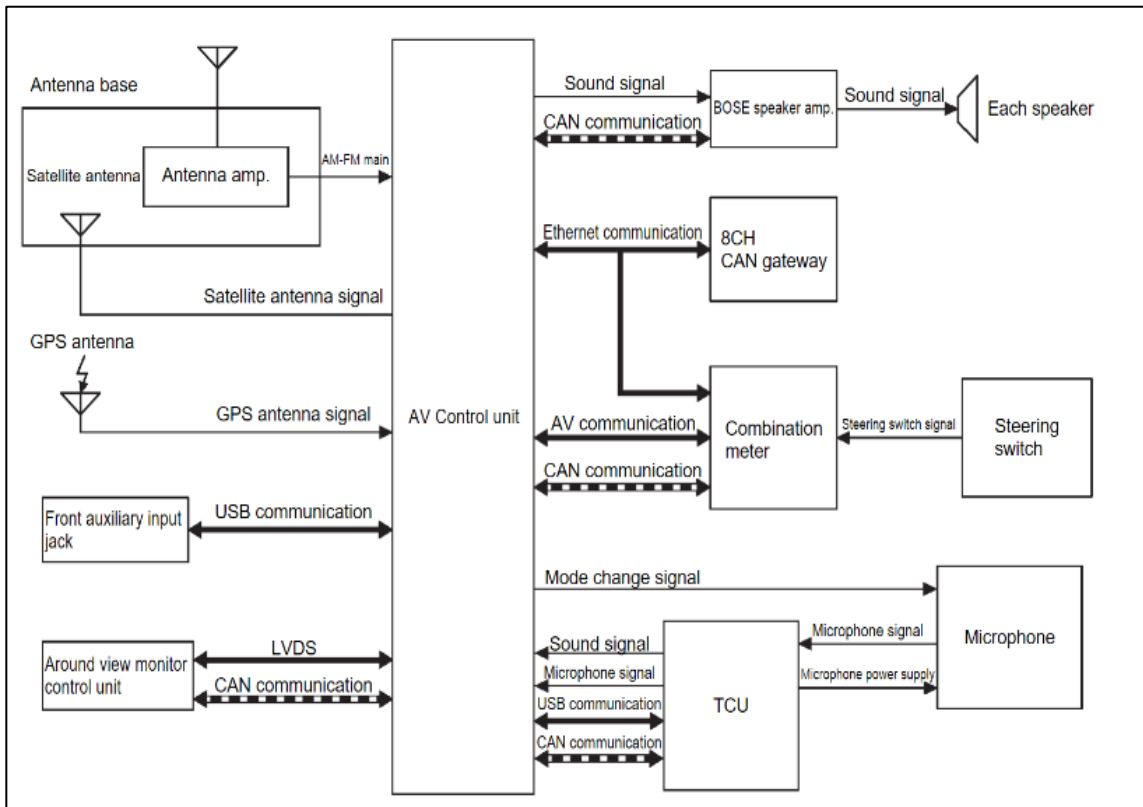 Antenna base
Satellite antenna
Antenna amp.
AM-FM main
Satellite antenna signal
GPS antenna
GPS antenna signal
Front auxiliary input
jack
USB communication
Around view monitor
control unit
LVDS
CAN communication
AV Control unit
Sound signal
CAN communication
BOSE speaker amp.
Sound signal
Each speaker
Ethernet communication
8CH
CAN gateway
AV communication
CAN communication
Combination
meter
Steering switch signal
Steering
switch
Mode change signal
Sound signal
Microphone signal
USB communication
CAN communication
TCU
Microphone signal
Microphone power supply
Microphone